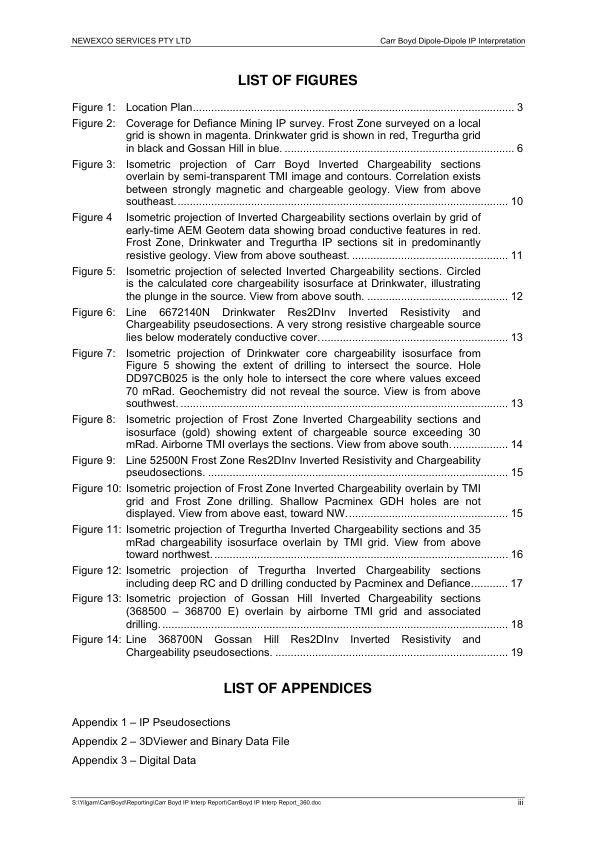 NEWEXCO SERVICES PTY LTD Carr Boyd Dipole-Dipole IP Interpretation
LIST OF FIGURES
Figure 1: Location Plan............................................................................................................ 3
Figure 2: Coverage for Defiance Mining IP survey. Frost Zone surveyed on a local
grid is shown in magenta. Drinkwater grid is shown in red, Tregurtha grid
in black and Gossan Hill in blue. ............................................................................. 6
Figure 3: Isometric projection of Carr Boyd Inverted Chargeability sections
overlain by semi-transparent TMI image and contours. Correlation exists
between strongly magnetic and chargeable geology. View from above
southeast. ............................................................................................................... 10
Figure 4 Isometric projection of Inverted Chargeability sections overlain by grid of
early-time AEM Geotem data showing broad conductive features in red.
Frost Zone, Drinkwater and Tregurtha IP sections sit in predominantly
resistive geology. View from above southeast. ..................................................... 11
Figure 5: Isometric projection of selected Inverted Chargeability sections. Circled
is the calculated core chargeability isosurface at Drinkwater, illustrating
the plunge in the source. View from above south. ............................................... 12
Figure 6: Line 6672140N Drinkwater Res2DInv Inverted Resistivity and
Chargeability pseudosections. A very strong resistive chargeable source
lies below moderately conductive cover. ............................................................... 13
Figure 7: Isometric projection of Drinkwater core chargeability isosurface from
Figure 5 showing the extent of drilling to intersect the source. Hole
DD97CB025 is the only hole to intersect the core where values exceed
70 mRad. Geochemistry did not reveal the source. View is from above
southwest. .............................................................................................................. 13
Figure 8: Isometric projection of Frost Zone Inverted Chargeability sections and
isosurface (gold) showing extent of chargeable source exceeding 30
mRad. Airborne TMI overlays the sections. View from above south. ................... 14
Figure 9: Line 52500N Frost Zone Res2DInv Inverted Resistivity and Chargeability
pseudosections. ..................................................................................................... 15
Figure 10: Isometric projection of Frost Zone Inverted Chargeability overlain by TMI
grid and Frost Zone drilling. Shallow Pacminex GDH holes are not
displayed. View from above east, toward NW. ...................................................... 15
Figure 11: Isometric projection of Tregurtha Inverted Chargeability sections and 35
mRad chargeability isosurface overlain by TMI grid. View from above
toward northwest. ................................................................................................... 16
Figure 12: Isometric projection of Tregurtha Inverted Chargeability sections
including deep RC and D drilling conducted by Pacminex and Defiance............ 17
Figure 13: Isometric projection of Gossan Hill Inverted Chargeability sections
(368500 – 368700 E) overlain by airborne TMI grid and associated
drilling. .................................................................................................................... 18
Figure 14: Line 368700N Gossan Hill Res2DInv Inverted Resistivity and
Chargeability pseudosections. .............................................................................. 19
LIST OF APPENDICES
Appendix 1 – IP Pseudosections
Appendix 2 – 3DViewer and Binary Data File
Appendix 3 – Digital Data
S:\Yilgarn\CarrBoyd\Reporting\Carr Boyd IP Interp Report\CarrBoyd IP Interp Report_360.doc iii